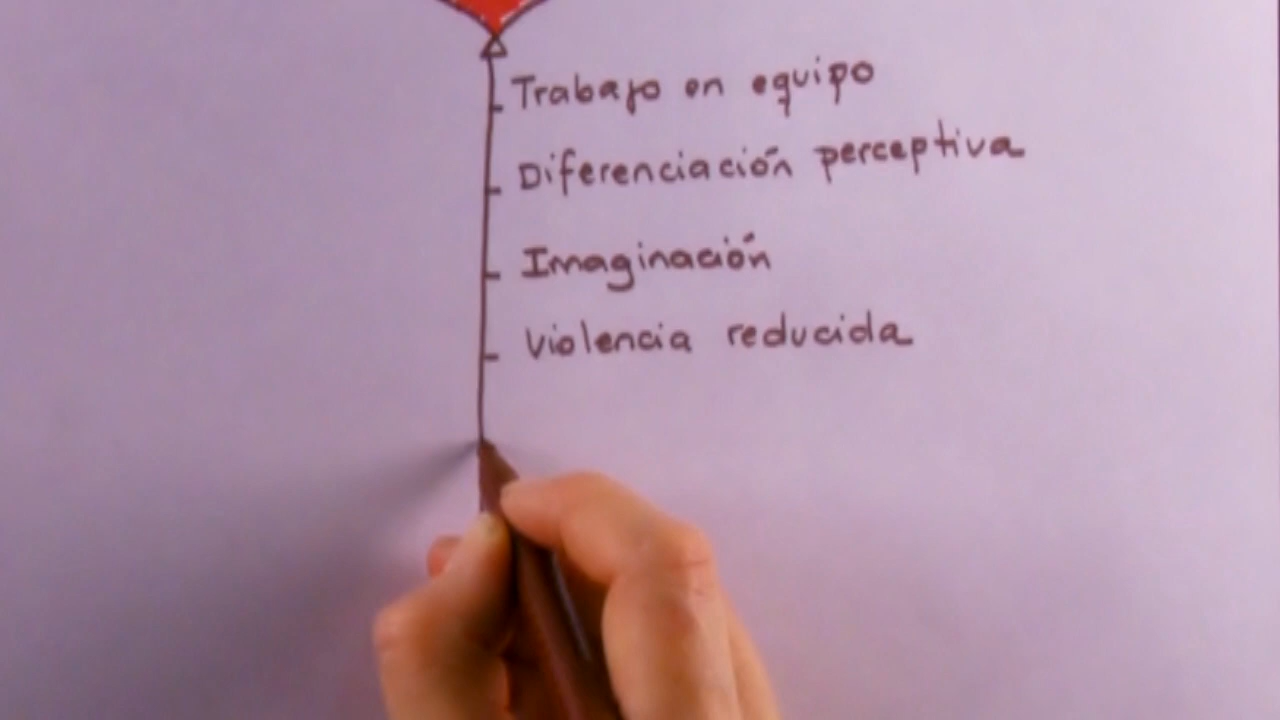 Trabajo en equipo
Diferenciación perceptiva
Imaginación
Violencia reducida